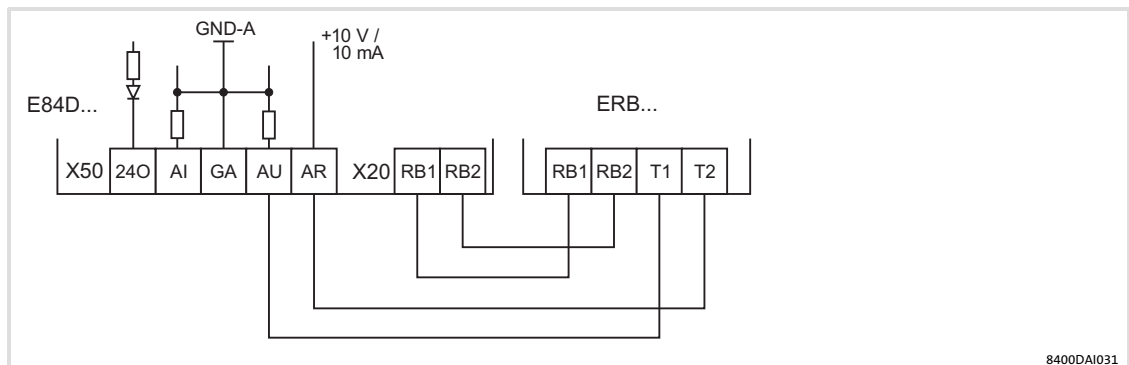 GND-A
+10 V /
10 mA
E84D...
ERB...
X50 24O AI GA AU AR X20 RB1 RB2 RB1 RB2 T1 T2
8400DAI031